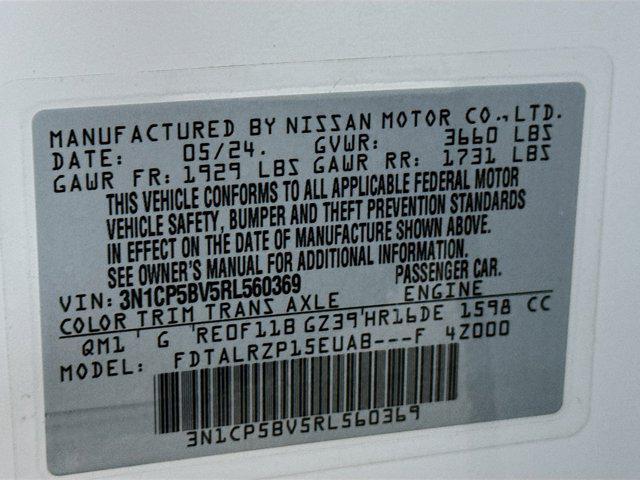 MANUFACTURED BY NISSAN MOTOR CO.,LTD.
DATE: 05/24. GVWR: 3660 LBS
GAWR FR: 1929 LBS GAWR RR: 1731 LBS
THIS VEHICLE CONFORMS TO ALL APPLICABLE FEDERAL MOTOR
VEHICLE SAFETY, BUMPER AND THEFT PREVENTION STANDARDS
IN EFFECT ON THE DATE OF MANUFACTURE SHOWN ABOVE.
SEE OWNER'S MANUAL FOR ADDITIONAL INFORMATION.
VIN: 3N1CP5BV5RL560369 PASSENGER CAR.
COLOR TRIM TRANS AXLE ENGINE
QM1 G RE0F11B GZ39 HR16DE 1598 CC
MODEL: FDTALRZP15EUAB---F 4Z000
3N1CP5BV5RL560369